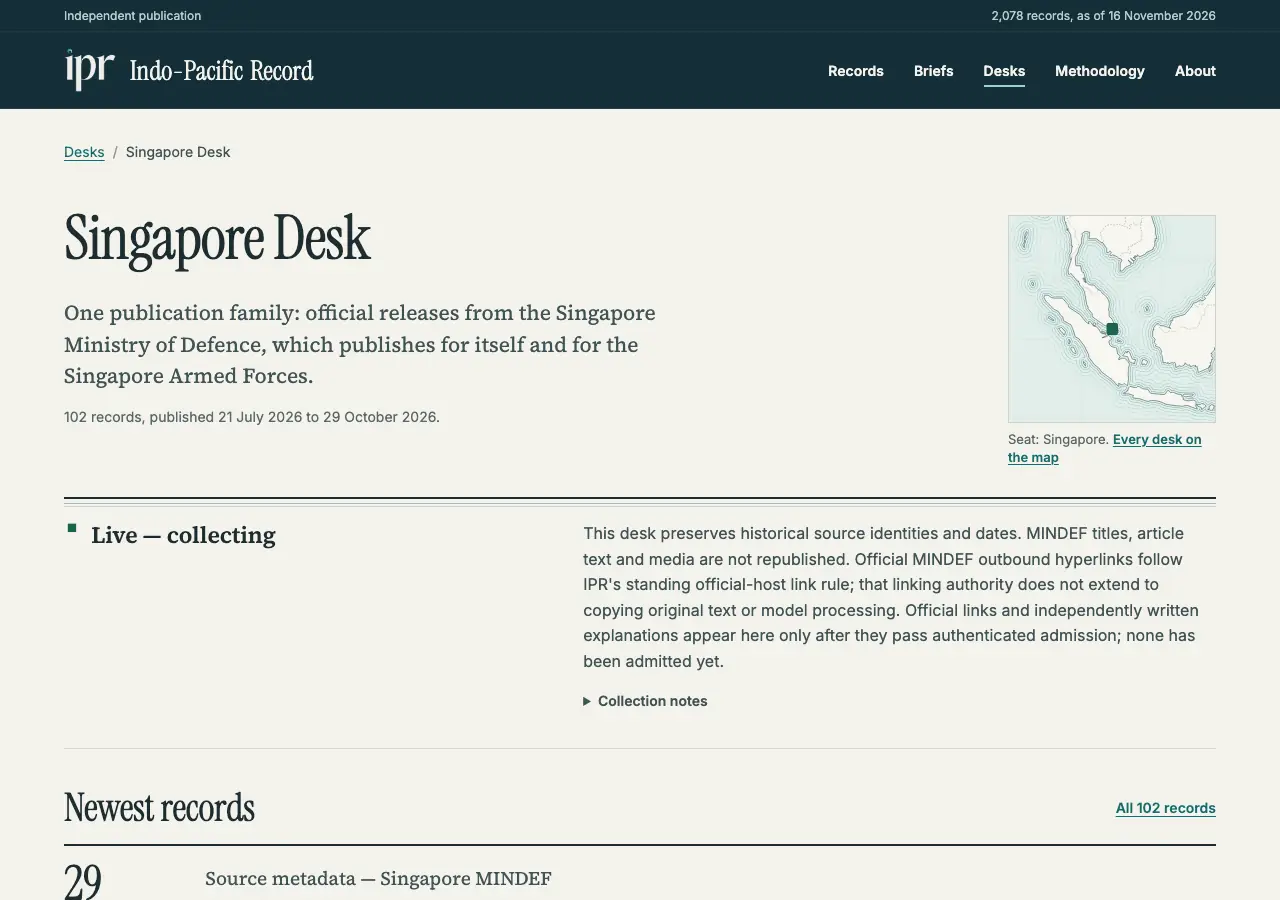 Independent publication
2,078 records, as of 16 November 2026
ipr Indo-Pacific Record
Records
Briefs
Desks
Methodology
About
Desks / Singapore Desk
Singapore Desk
One publication family: official releases from the Singapore
Ministry of Defence, which publishes for itself and for the
Singapore Armed Forces.
102 records, published 21 July 2026 to 29 October 2026.
Seat: Singapore. Every desk on
the map
Live — collecting
This desk preserves historical source identities and dates. MINDEF titles, article
text and media are not republished. Official MINDEF outbound hyperlinks follow
IPR's standing official-host link rule; that linking authority does not extend to
copying original text or model processing. Official links and independently written
explanations appear here only after they pass authenticated admission; none has
been admitted yet.
▶ Collection notes
Newest records
All 102 records
29
Source metadata — Singapore MINDEF